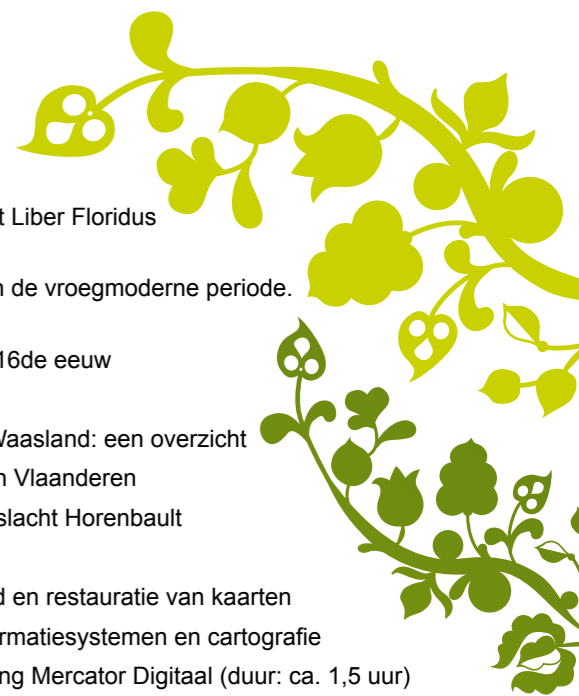 t Liber Floridus
de vroegmoderne periode.
16de eeuw
Waasland: een overzicht
n Vlaanderen
slacht Horenbault
d en restauratie van kaarten
rmatiesystemen en cartografie
ng Mercator Digitaal (duur: ca. 1,5 uur)